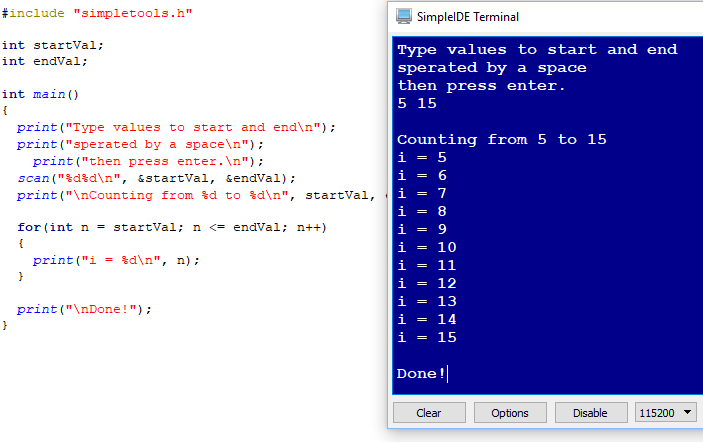 #include "simpletools.h"
int startVal;
int endVal;
int main()
{
print("Type values to start and end\n");
print("sperated by a space\n");
print("then press enter.\n");
scan("%d%d\n", &startVal, &endVal);
print("\nCounting from %d to %d\n", startVal,
for(int n = startVal; n <= endVal; n++)
{
print("i = %d\n", n);
}
print("\nDone!");
}
SimpleIDE Terminal
Type values to start and end
sperated by a space
then press enter.
5 15
Counting from 5 to 15
i = 5
i = 6
i = 7
i = 8
i = 9
i = 10
i = 11
i = 12
i = 13
i = 14
i = 15
Done!
Clear Options Disable 115200